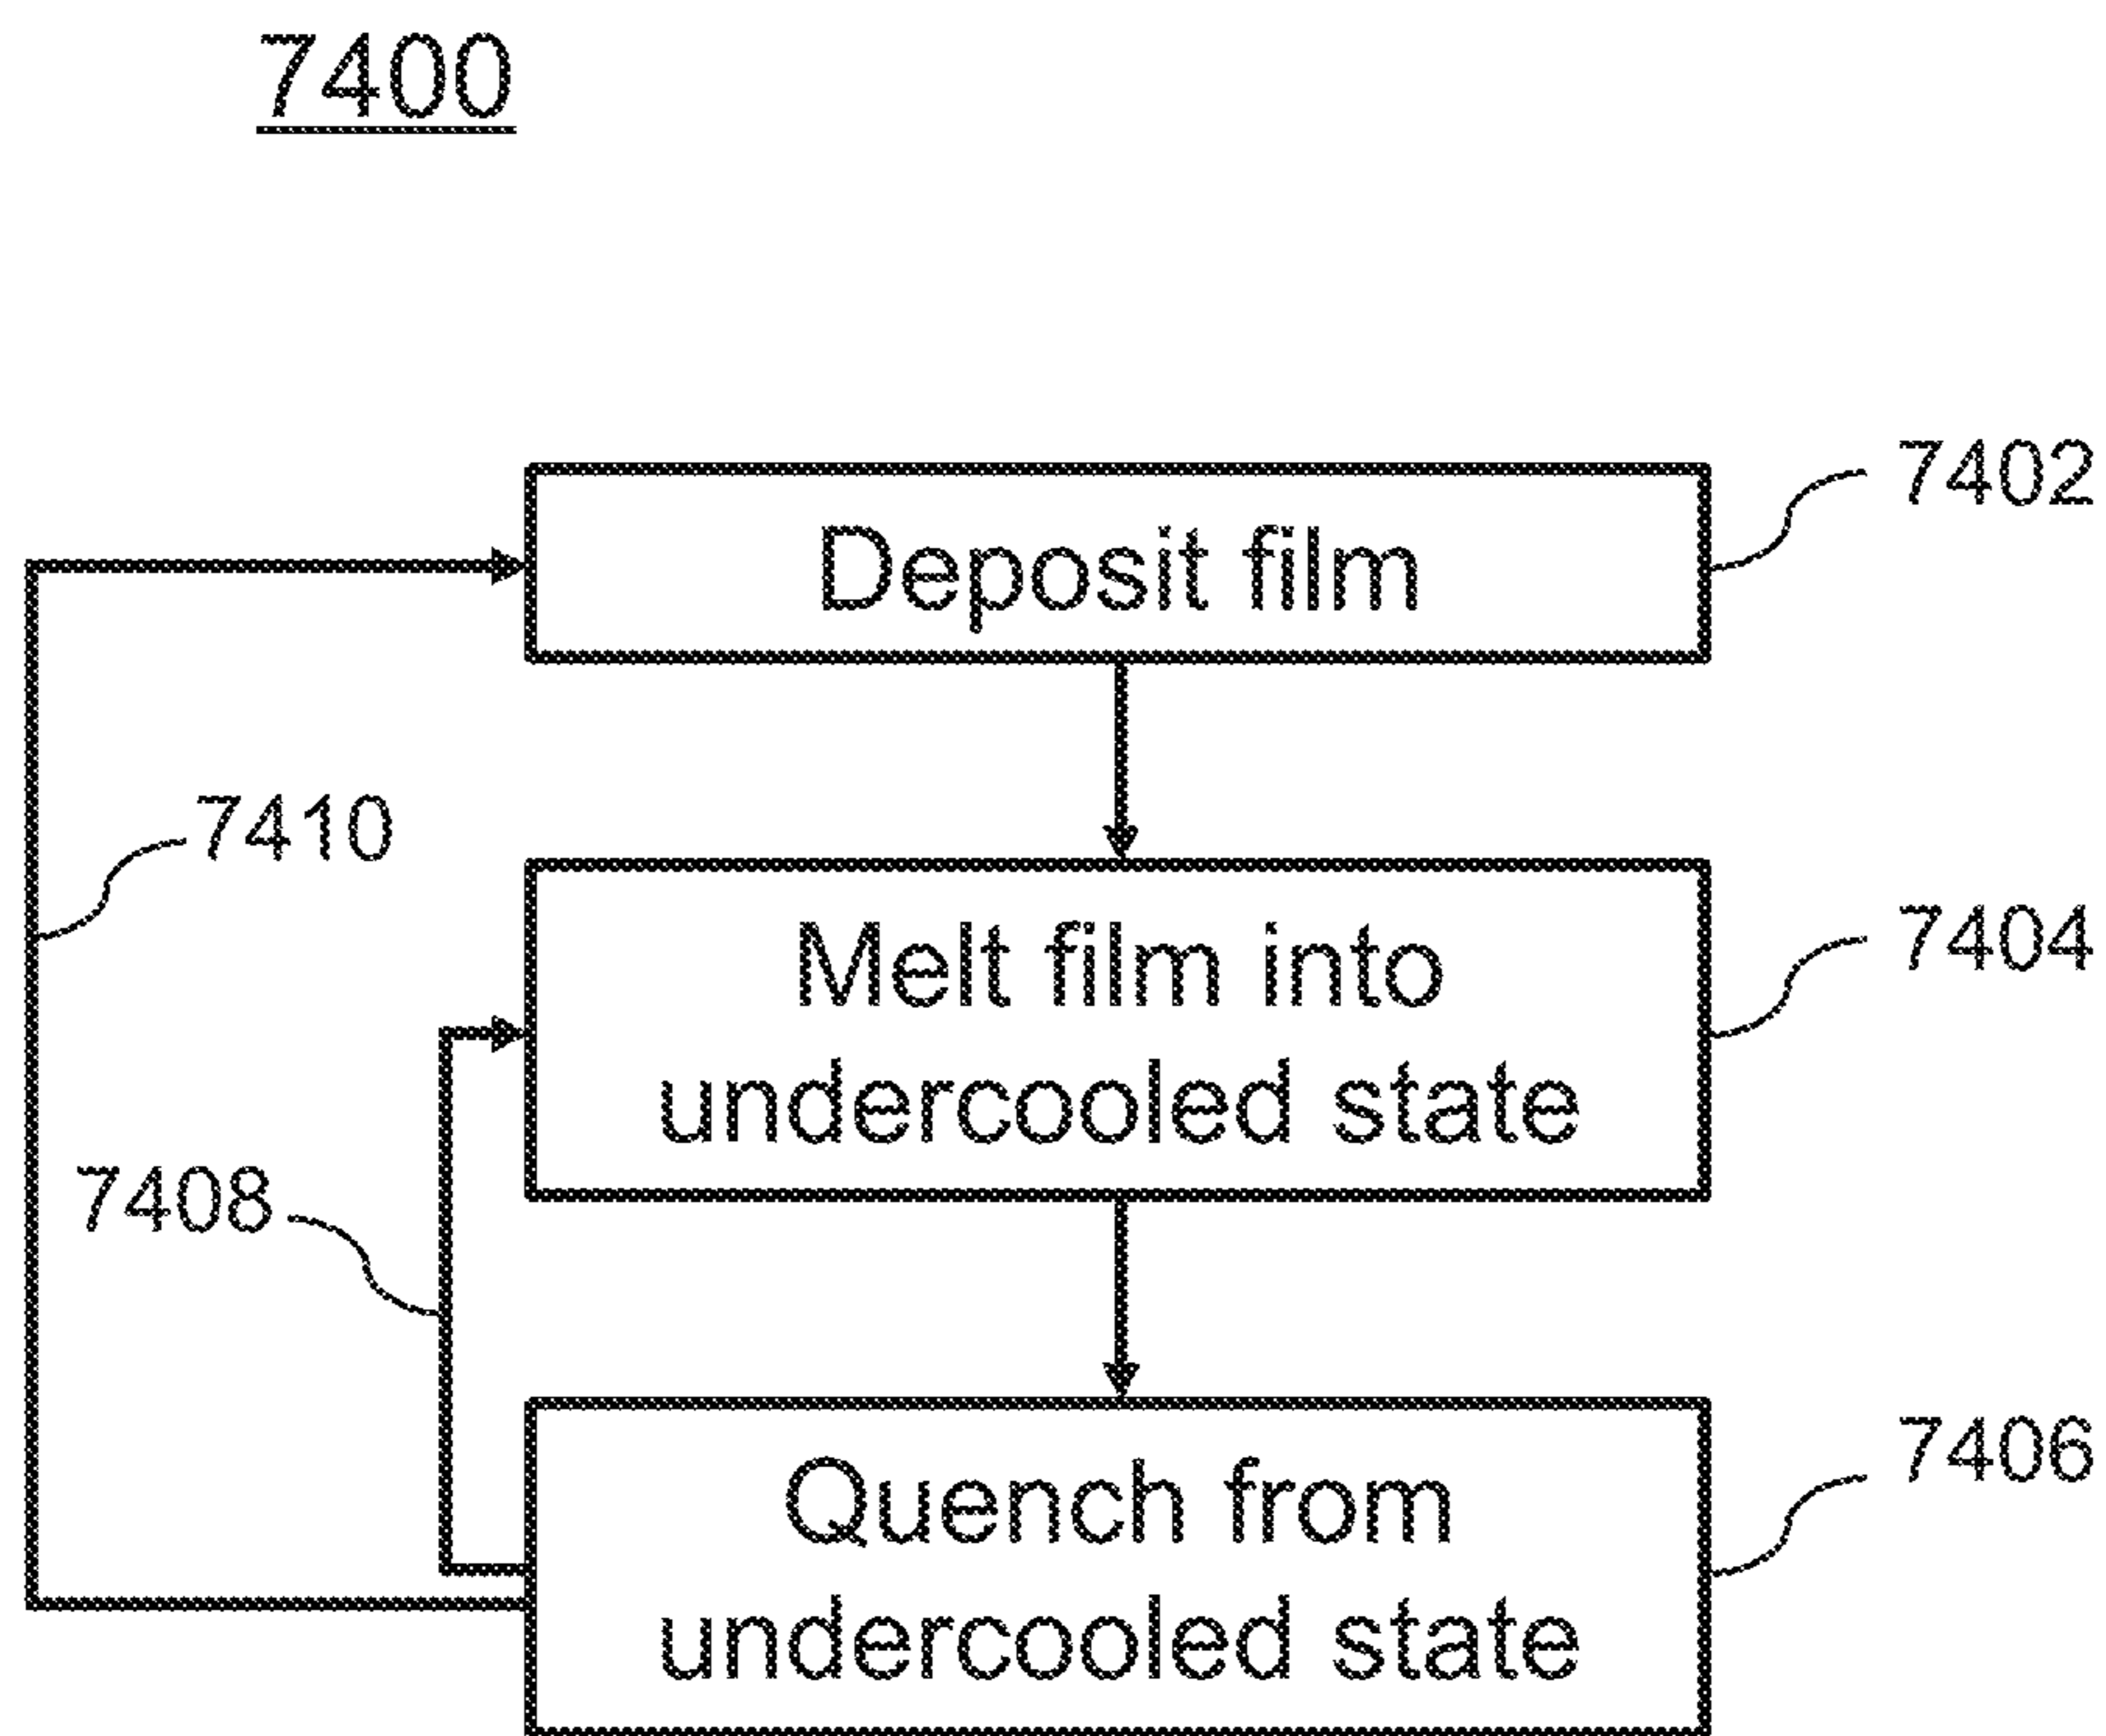 7400
7402
Deposit film
7410
7404
Melt film into
undercooled state
7408
7406
Quench from
undercooled state